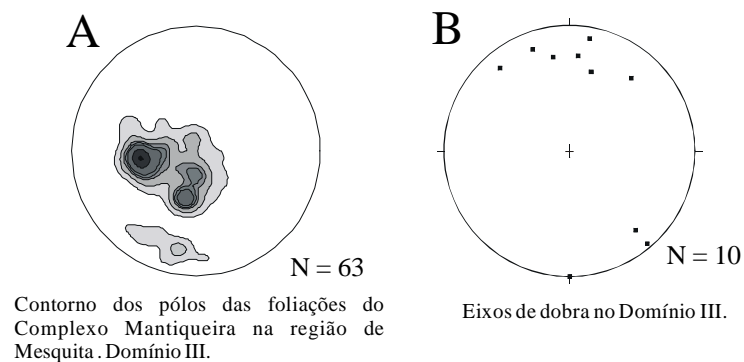 A
B
N = 63
N = 10
Contorno dos pólos das foliações do
Complexo Mantiqueira na região de
Mesquita . Domínio III.
Eixos de dobra no Domínio III.